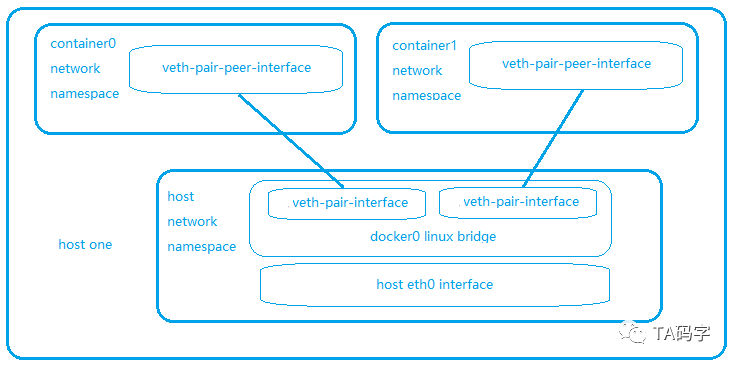 container0
network
namespace
veth-pair-peer-interface
container1
network
namespace
veth-pair-peer-interface
host one
host
network
namespace
veth-pair-interface
veth-pair-interface
docker0 linux bridge
host eth0 interface
TA码字